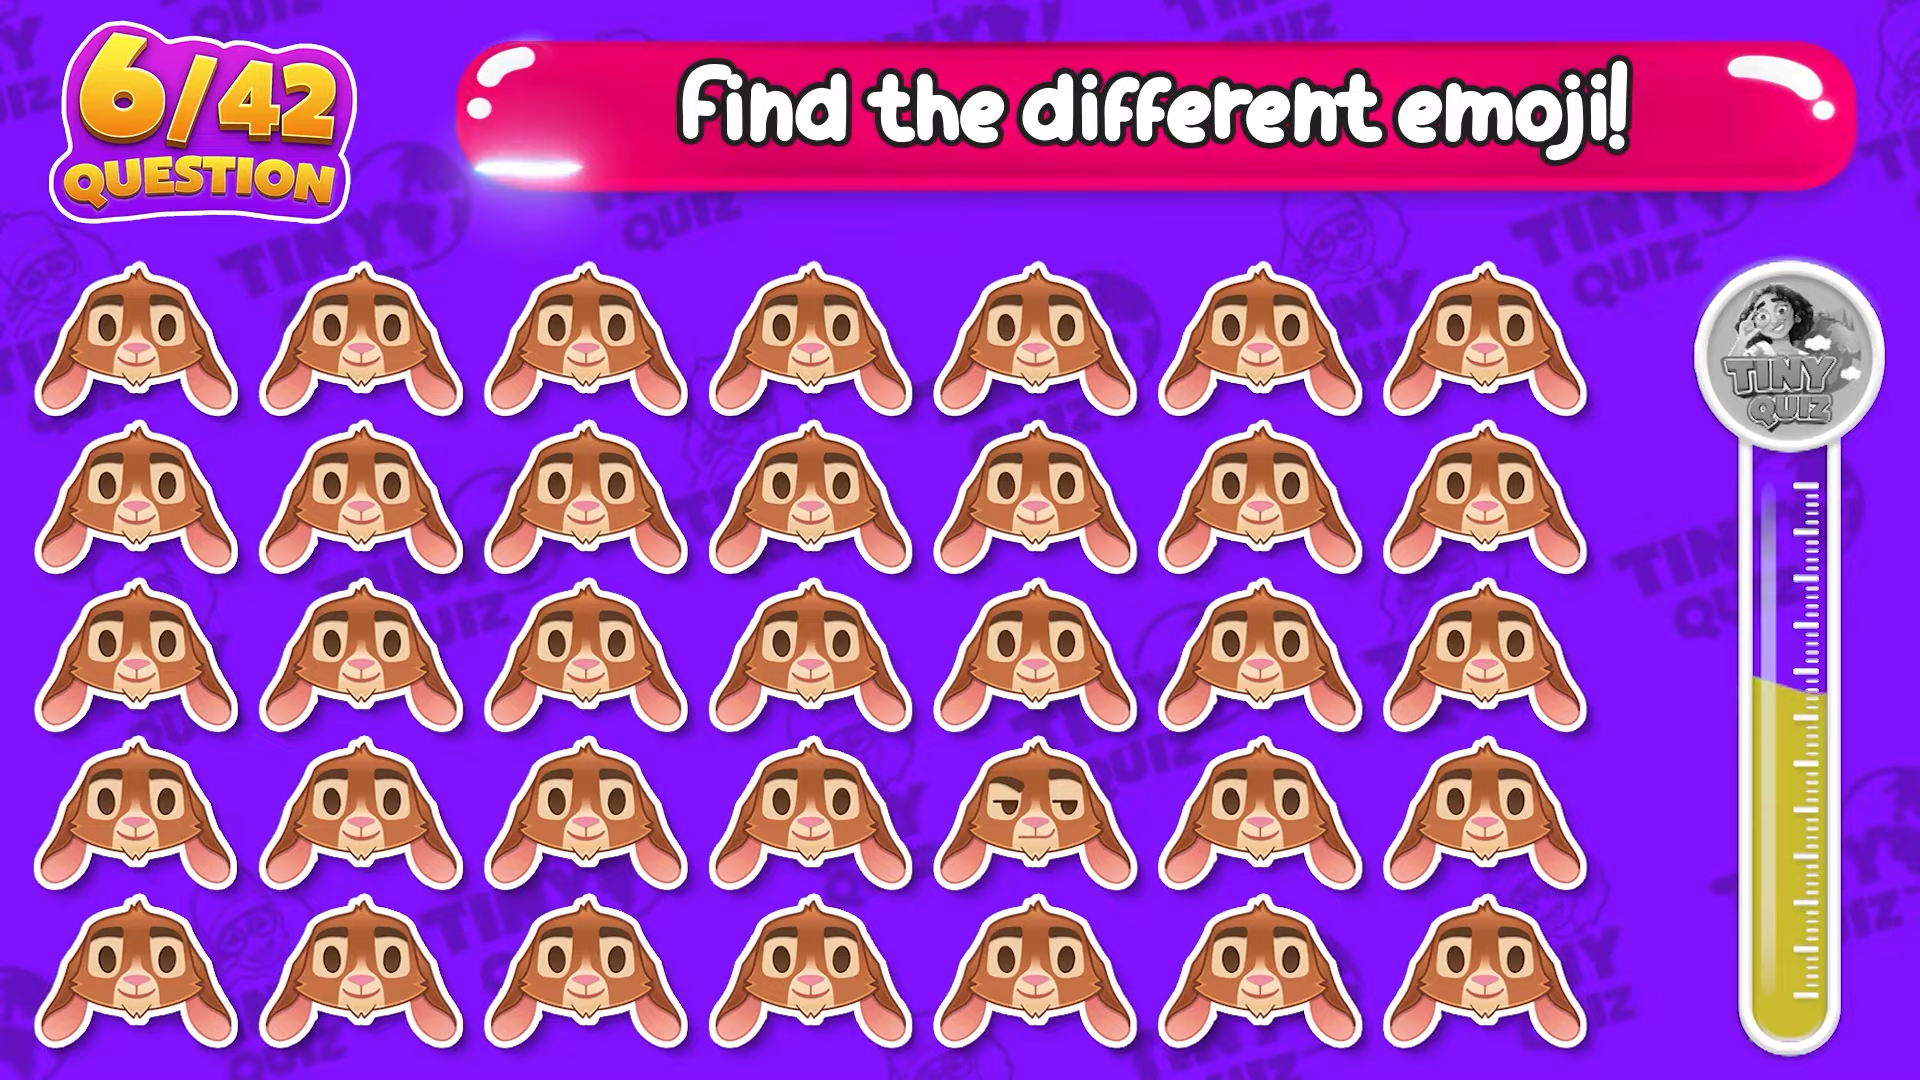 6/42
QUESTION
Find the different emoji!
TINY
QUIZ